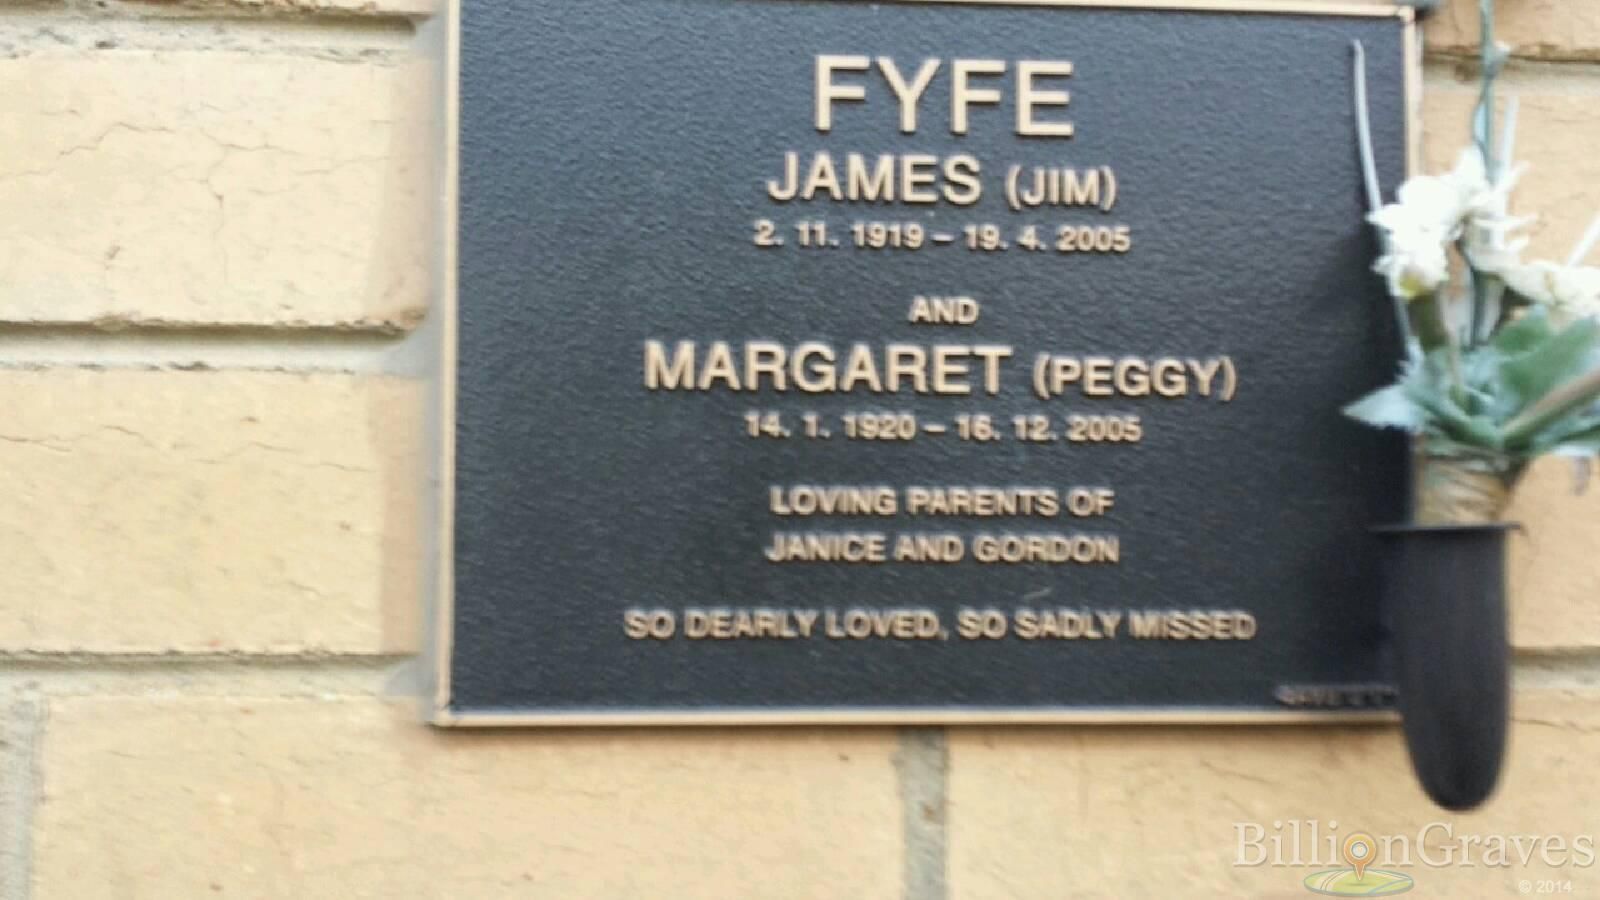 FYFE
JAMES (JIM)
2. 11. 1919 – 19. 4. 2005
AND
MARGARET (PEGGY)
14. 1. 1920 – 16. 12. 2005
LOVING PARENTS OF
JANICE AND GORDON
SO DEARLY LOVED, SO SADLY MISSED
BillionGraves
© 2014